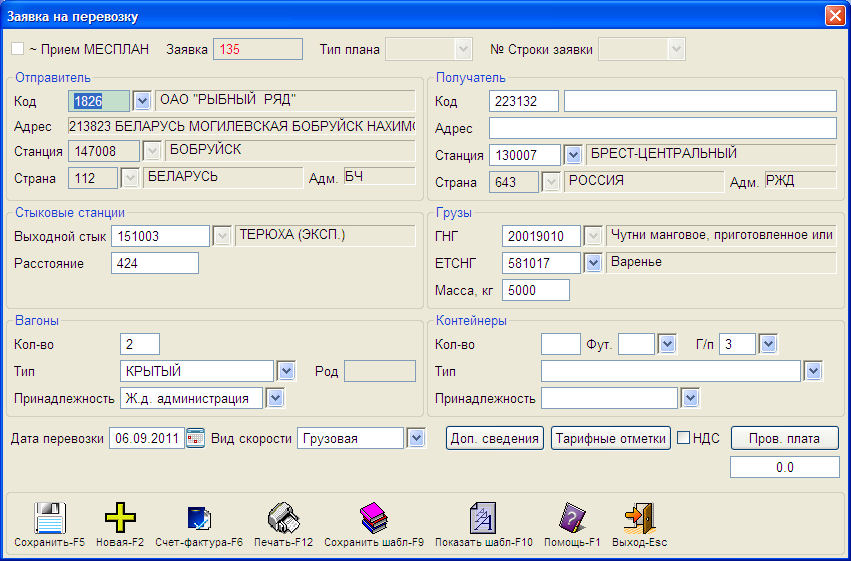 Заявка на перевозку
~ Прием МЕСПЛАН Заявка 135 Тип плана № Строки заявки
Отправитель
Код 1826 ОАО "РЫБНЫЙ РЯД"
Адрес 213823 БЕЛАРУСЬ МОГИЛЕВСКАЯ БОБРУЙСК НАХИМО
Станция 147008 БОБРУЙСК
Страна 112 БЕЛАРУСЬ Адм. БЧ
Получатель
Код 223132
Адрес
Станция 130007 БРЕСТ-ЦЕНТРАЛЬНЫЙ
Страна 643 РОССИЯ Адм. РЖД
Стыковые станции
Выходной стык 151003 ТЕРЮХА (ЭКСП.)
Расстояние 424
Грузы
ГНГ 20019010 Чутни манговое, приготовленное или
ЕТСНГ 581017 Варенье
Масса, кг 5000
Вагоны
Кол-во 2
Тип КРЫТЫЙ Род
Принадлежность Ж.д. администрация
Контейнеры
Кол-во Фут. Г/п 3
Тип
Принадлежность
Дата перевозки 06.09.2011 Вид скорости Грузовая Доп. сведения Тарифные отметки НДС Пров. плата
0.0
Сохранить-F5 Новая-F2 Счет-фактура-F6 Печать-F12 Сохранить шабл-F9 Показать шабл-F10 Помощь-F1 Выход-Esc